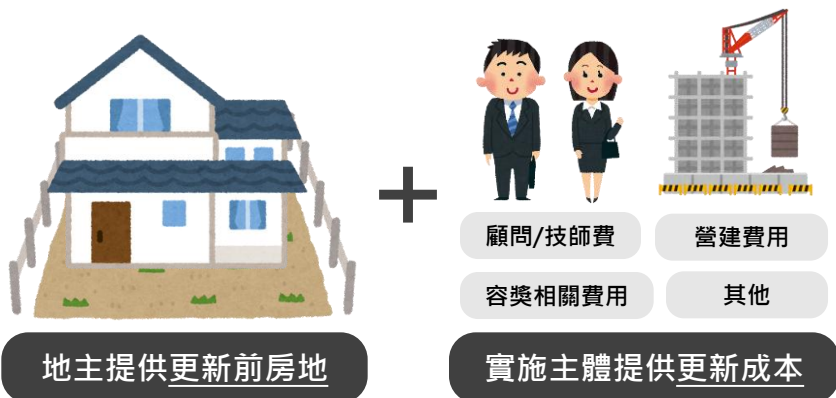 顧問/技師費
營建費用
容獎相關費用
其他
地主提供更新前房地
實施主體提供更新成本